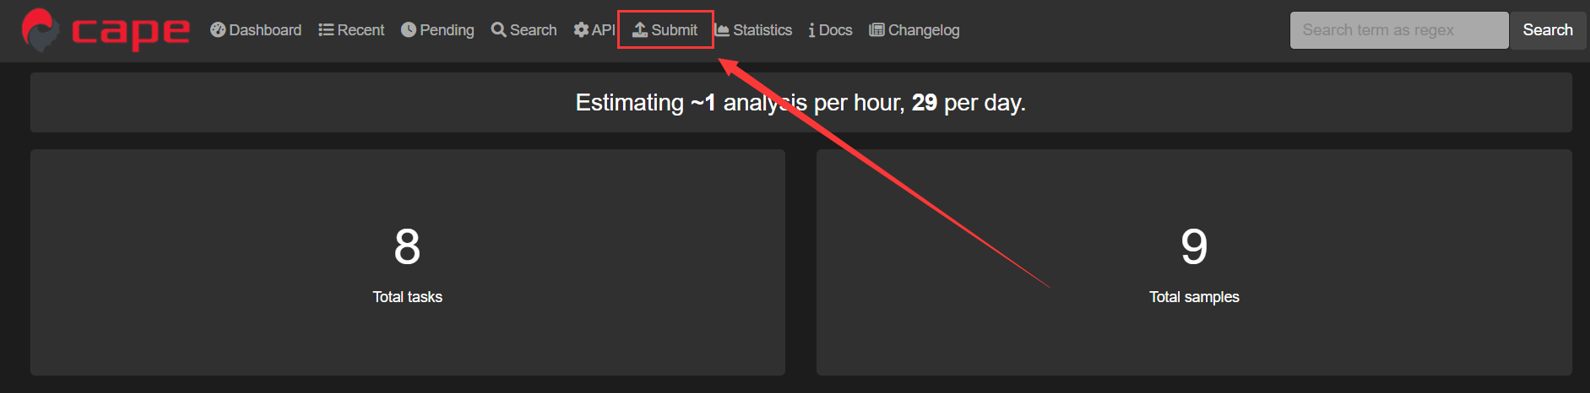 cape Dashboard Recent Pending Search API Submit Statistics Docs Changelog Search term as regex Search
Estimating ~1 analysis per hour, 29 per day.
8 9
Total tasks Total samples